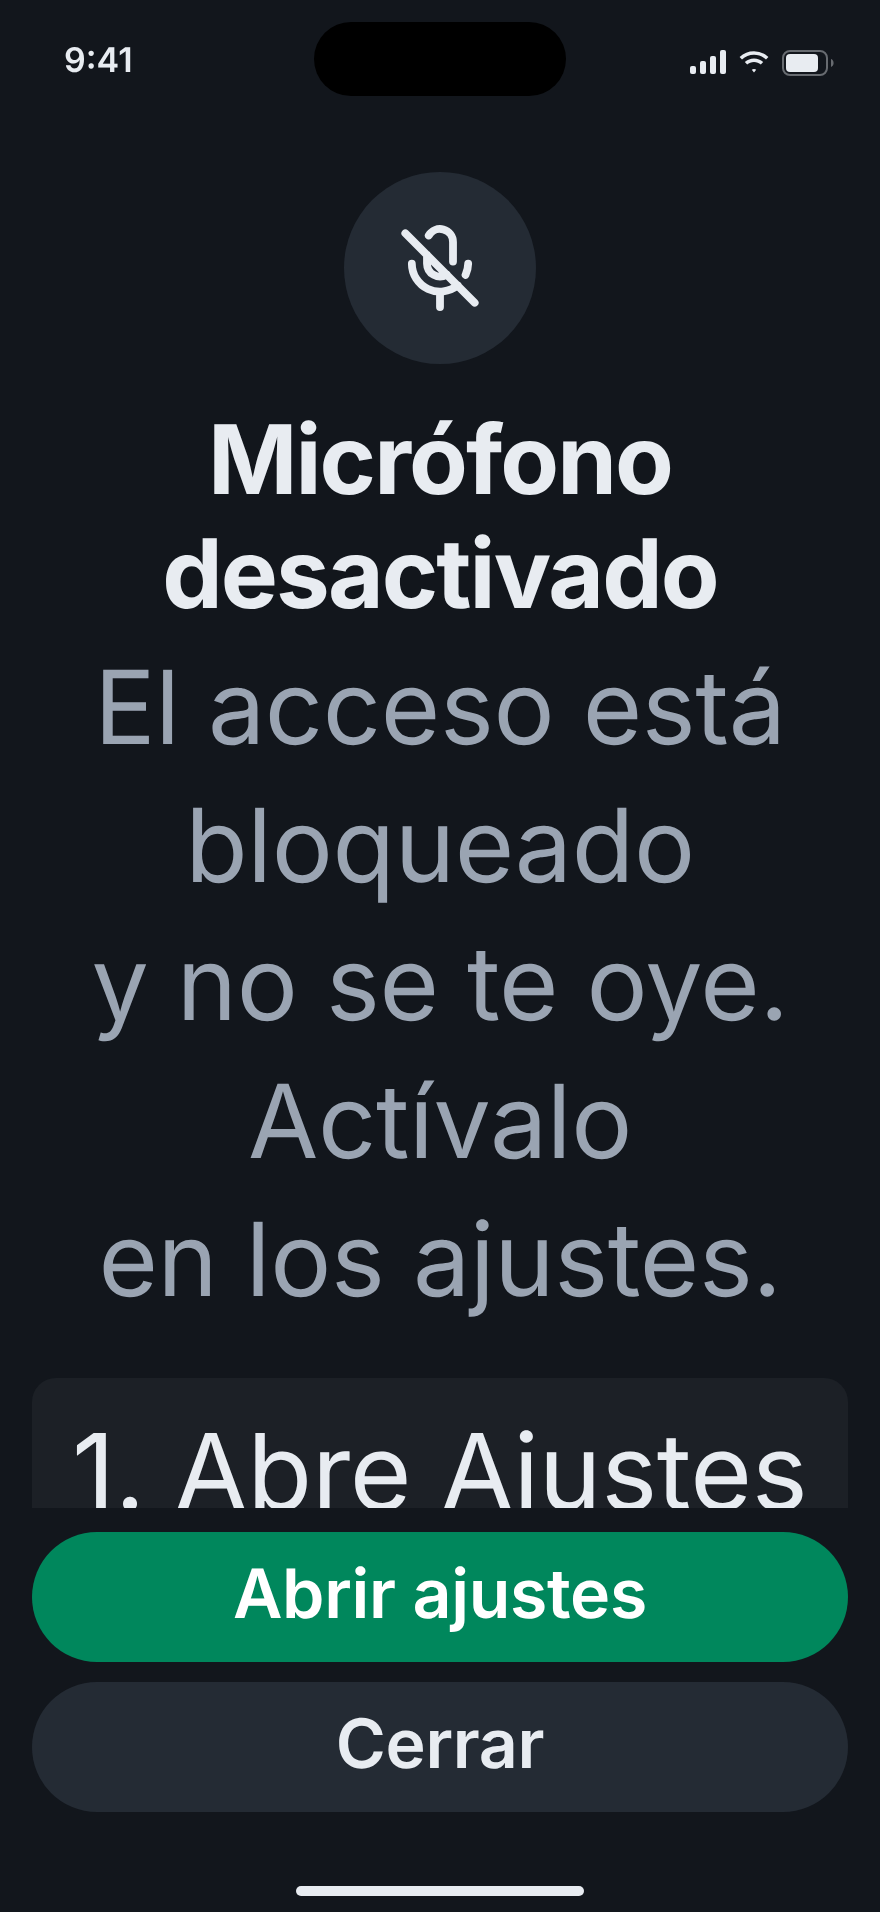 9:41
Micrófono
desactivado
El acceso está
bloqueado
y no se te oye.
Actívalo
en los ajustes.
1. Abre Ajustes
Abrir ajustes
Cerrar